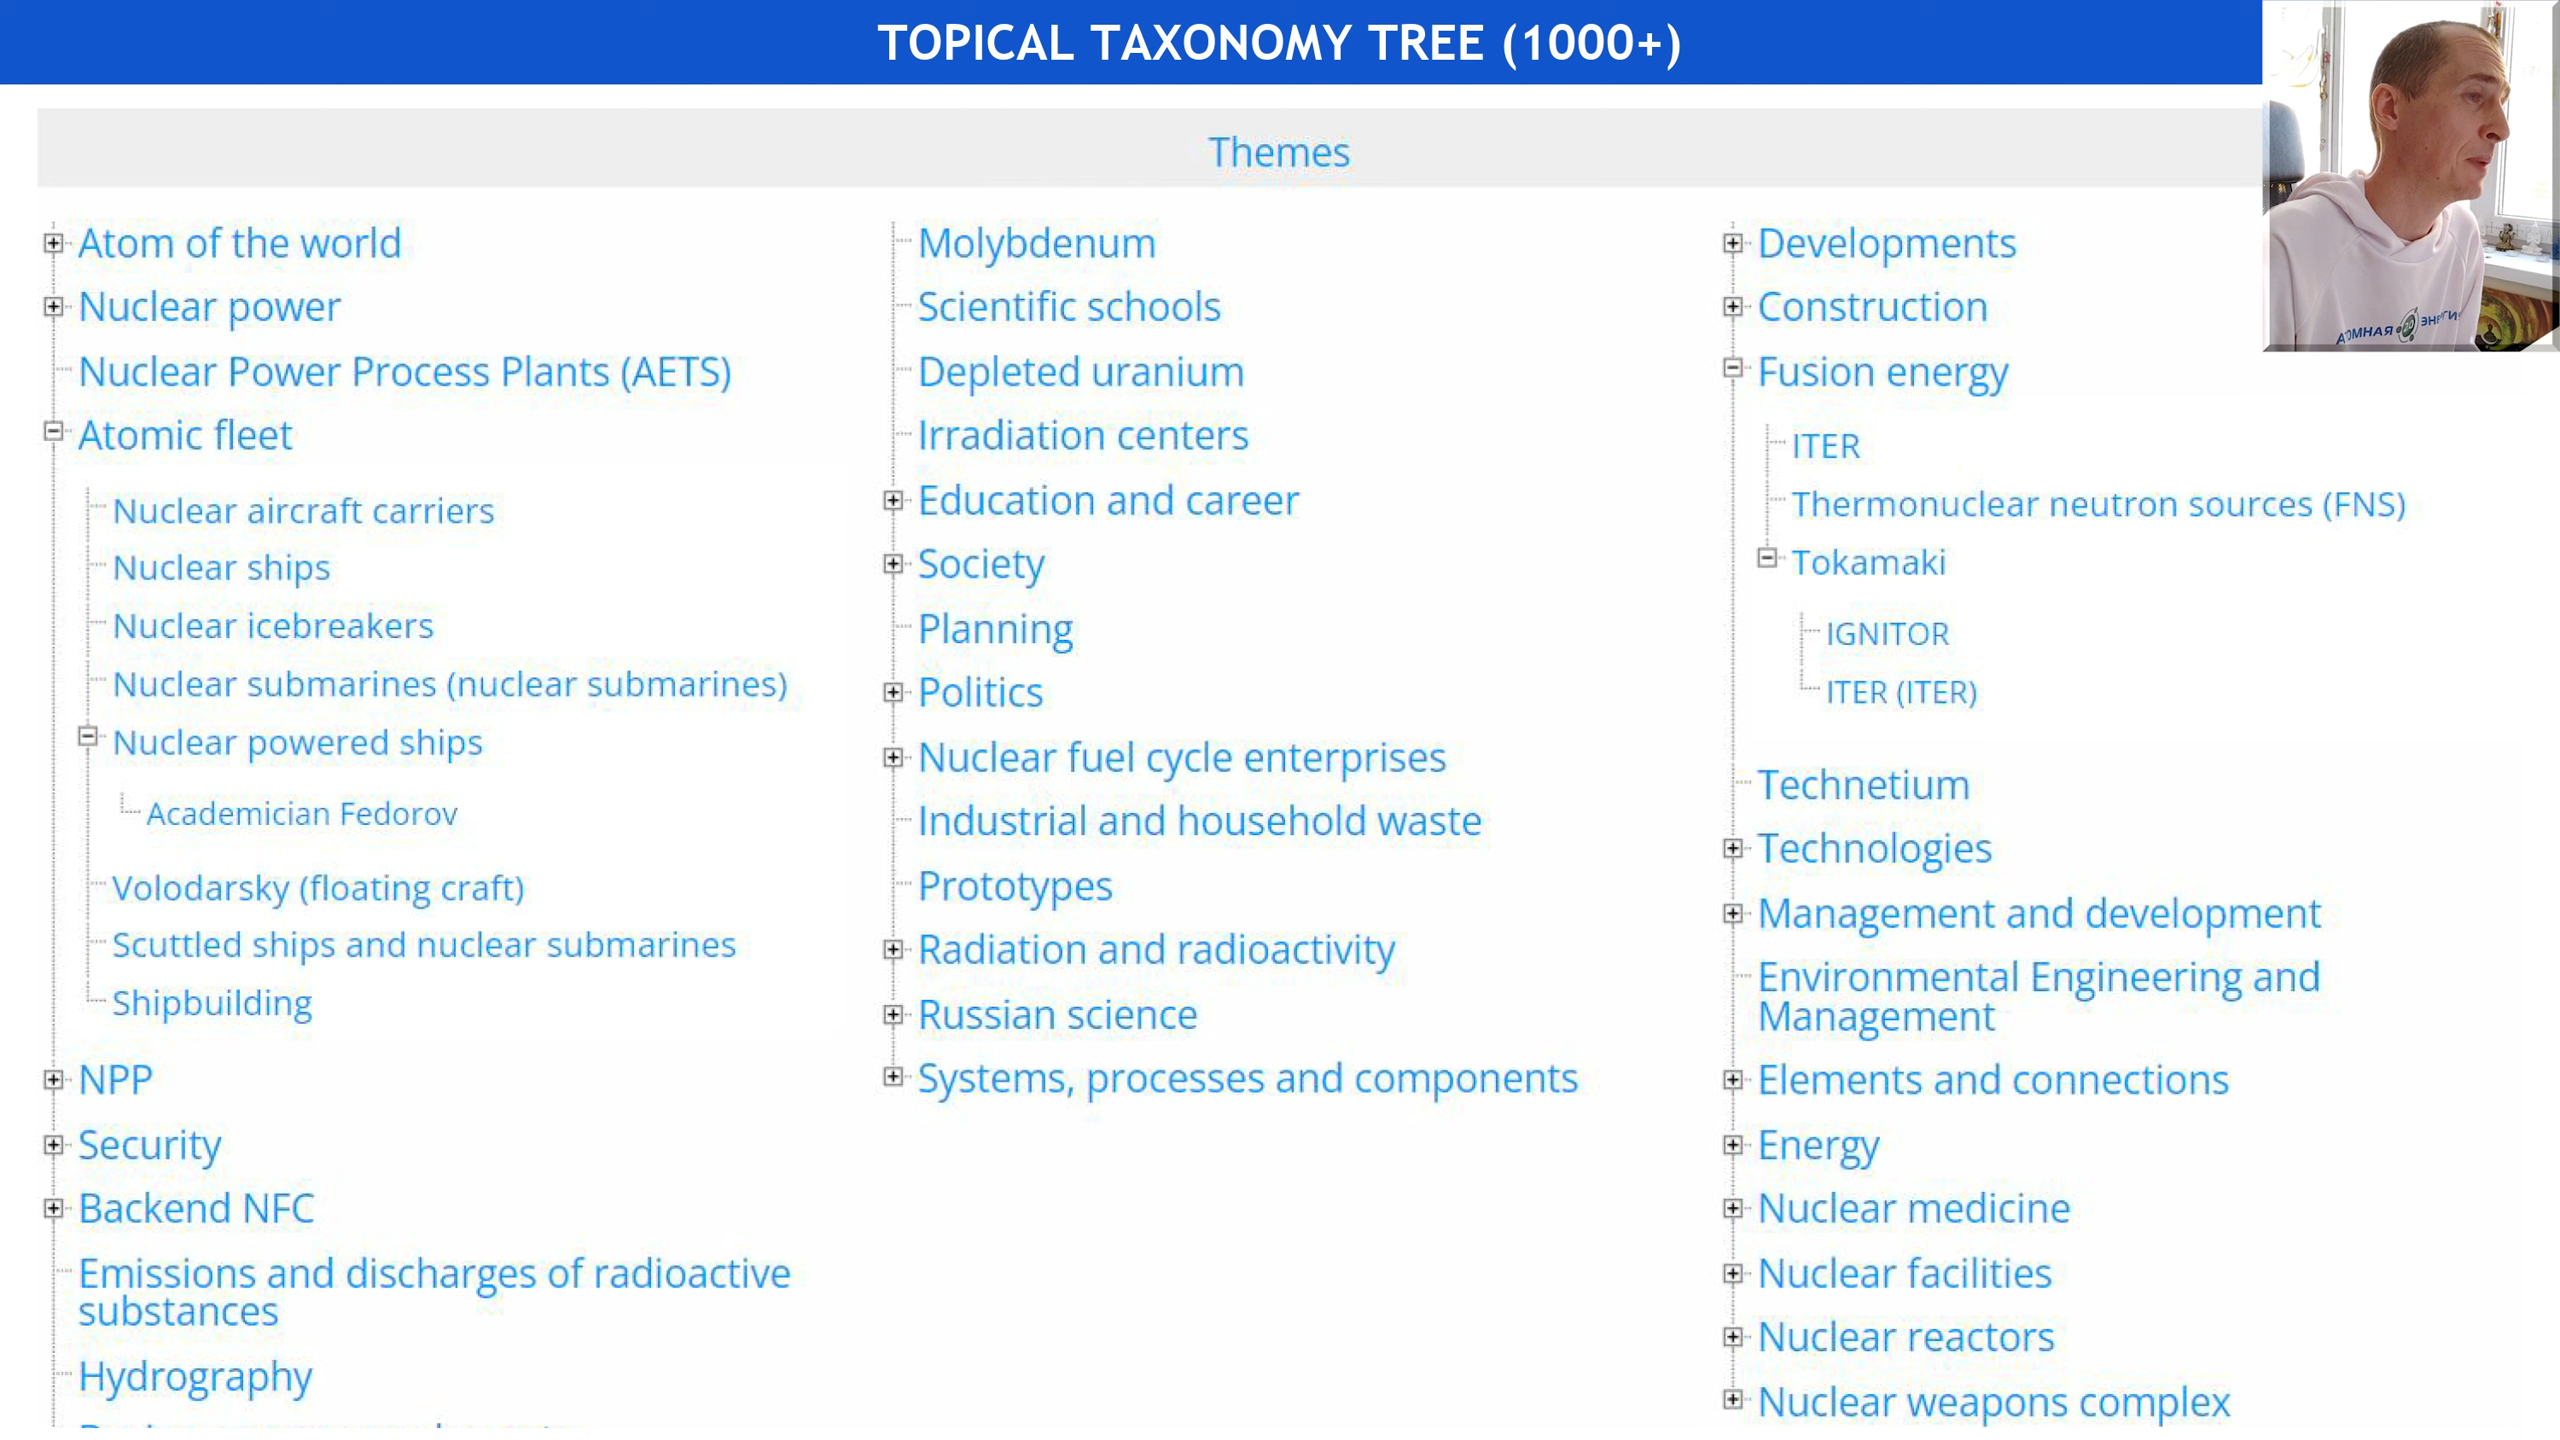 TOPICAL TAXONOMY TREE (1000+)
Themes
Atom of the world
Nuclear power
Nuclear Power Process Plants (AETS)
Atomic fleet
Nuclear aircraft carriers
Nuclear ships
Nuclear icebreakers
Nuclear submarines (nuclear submarines)
Nuclear powered ships
Academician Fedorov
Volodarsky (floating craft)
Scuttled ships and nuclear submarines
Shipbuilding
NPP
Security
Backend NFC
Emissions and discharges of radioactive
substances
Hydrography
Molybdenum
Scientific schools
Depleted uranium
Irradiation centers
Education and career
Society
Planning
Politics
Nuclear fuel cycle enterprises
Industrial and household waste
Prototypes
Radiation and radioactivity
Russian science
Systems, processes and components
Developments
Construction
Fusion energy
ITER
Thermonuclear neutron sources (FNS)
Tokamaki
IGNITOR
ITER (ITER)
Technetium
Technologies
Management and development
Environmental Engineering and
Management
Elements and connections
Energy
Nuclear medicine
Nuclear facilities
Nuclear reactors
Nuclear weapons complex